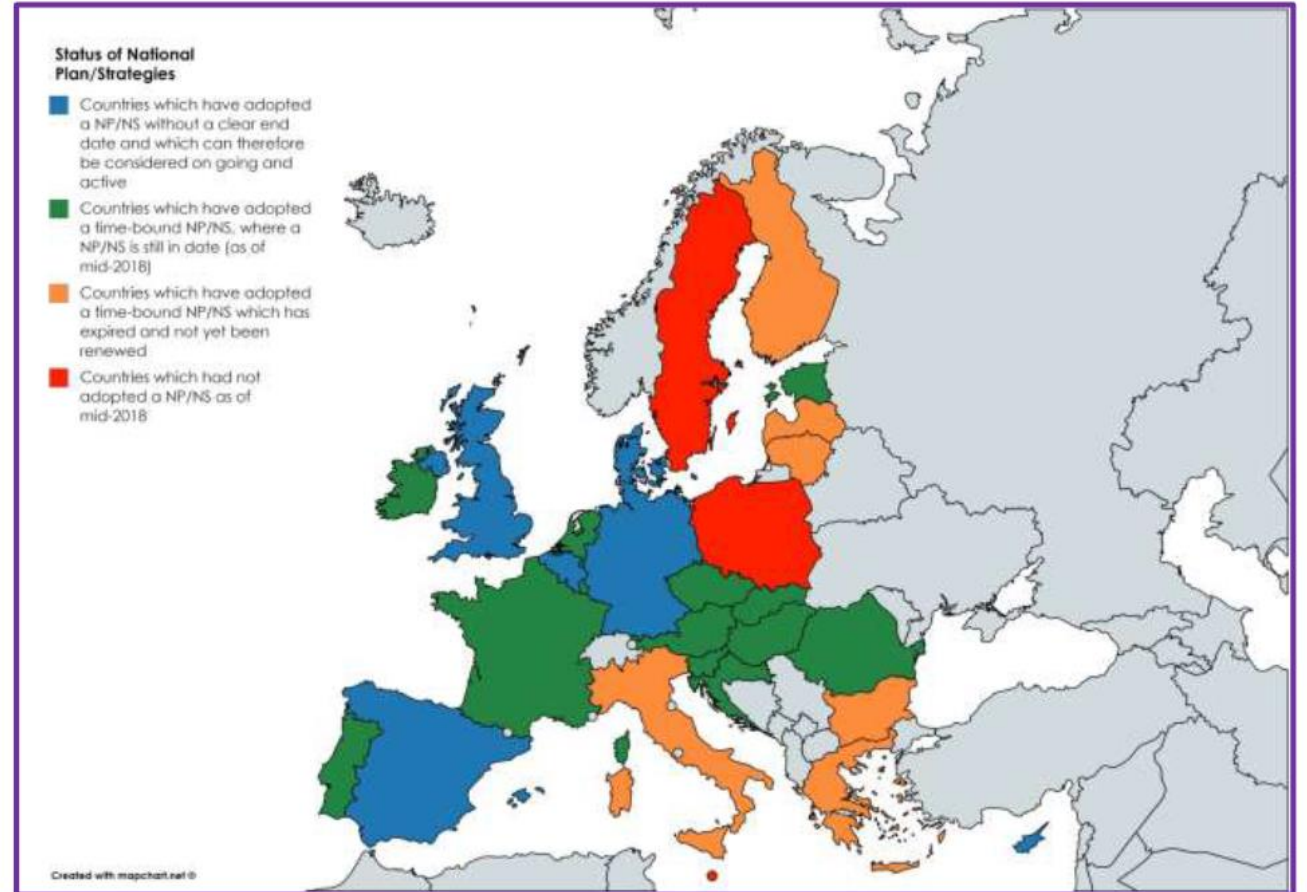 Status of National
Plan/Strategies
Countries which have adopted
a NP/NS without a clear end
date and which can therefore
be considered on going and
active
Countries which have adopted
a time-bound NP/NS, where a
NP/NS is still in date (as of
mid-2018)
Countries which have adopted
a time-bound NP/NS which has
expired and not yet been
renewed
Countries which had not
adopted a NP/NS as of
mid-2018
Created with mapchart.net ©